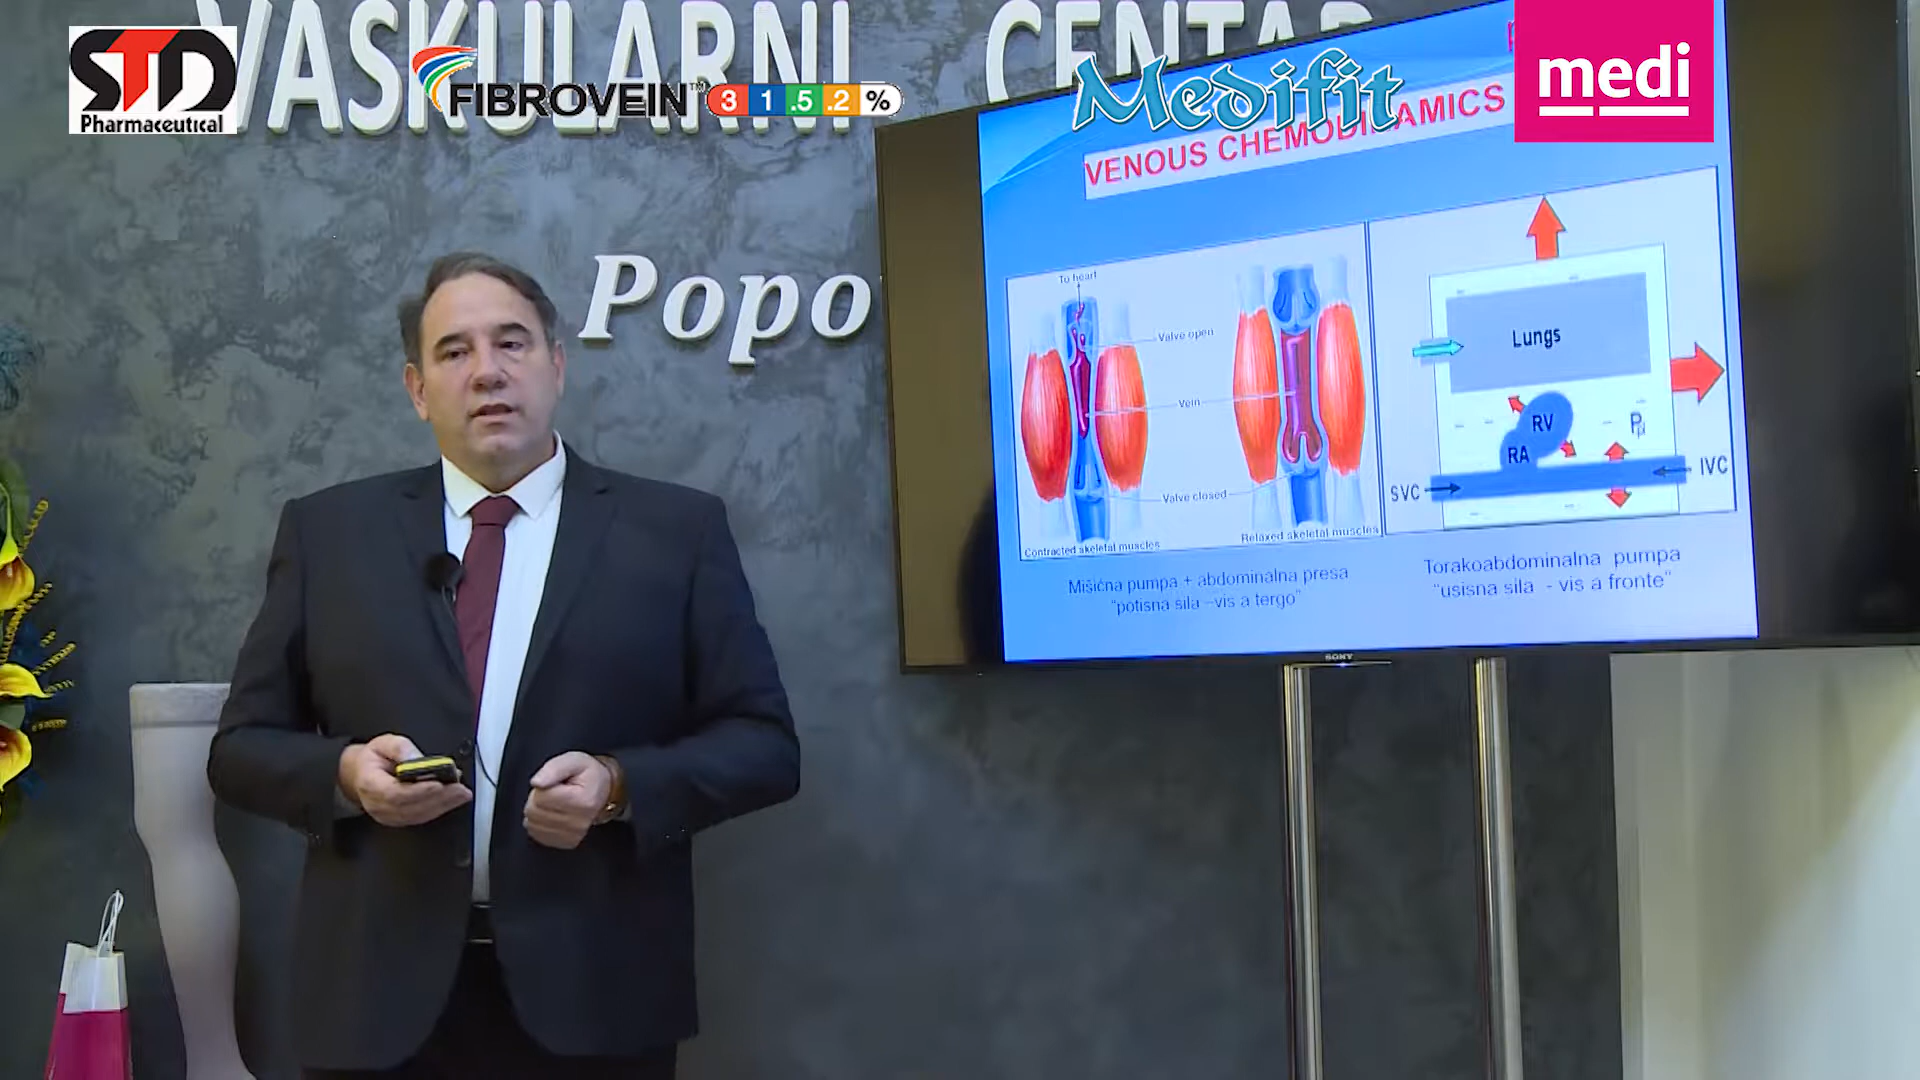 VASKULARNI CENTAR
STD
Pharmaceutical
FIBROVEIN™ 3 1 .5 .2 %
Medifit
medi
Popo
VENOUS CHEMODINAMICS
To heart
Valve open
Vein
Valve closed
Contracted skeletal muscles
Relaxed skeletal muscles
Lungs
RV
RA
SVC
IVC
Mišićna pumpa + abdominalna presa
“potisna sila –vis a tergo”
Torakoabdominalna pumpa
“usisna sila - vis a fronte”
SONY